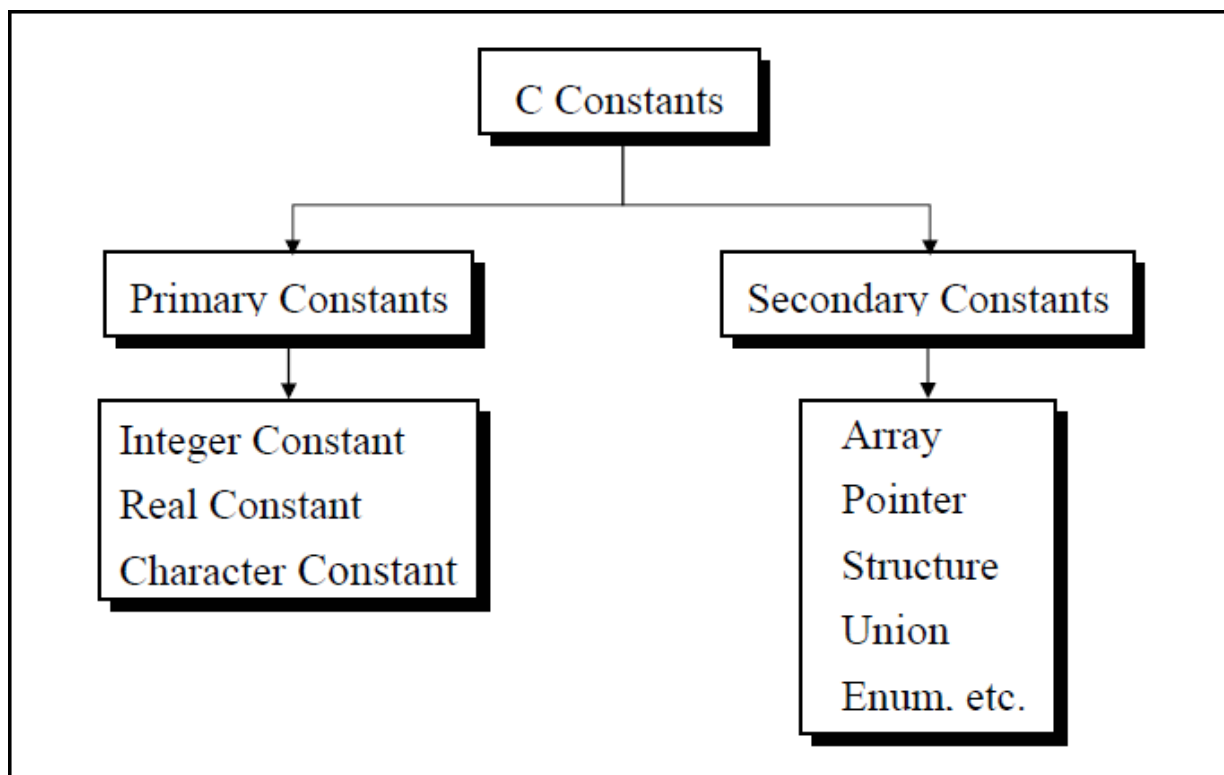 C Constants
Primary Constants
Secondary Constants
Integer Constant
Real Constant
Character Constant
Array
Pointer
Structure
Union
Enum. etc.